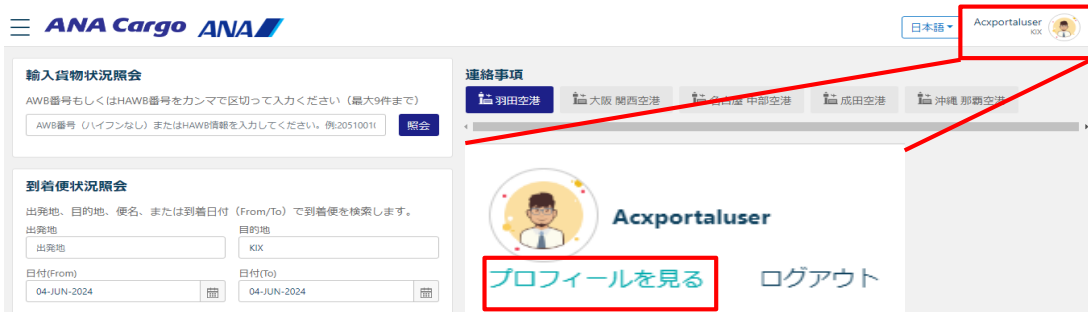 ANA Cargo ANA
日本語
Acxportaluser
KIX
輸入貨物状況照会
AWB番号もしくはHAWB番号をカンマで区切って入力ください（最大9件まで）
AWB番号（ハイフンなし）またはHAWB情報を入力してください。例:2051001(
照会
連絡事項
羽田空港
大阪 関西空港
名古屋 中部空港
成田空港
沖縄 那覇空港
到着便状況照会
出発地、目的地、便名、または到着日付（From/To）で到着便を検索します。
出発地
目的地
出発地
KIX
日付(From)
日付(To)
04-JUN-2024
04-JUN-2024
Acxportaluser
プロフィールを見る
ログアウト